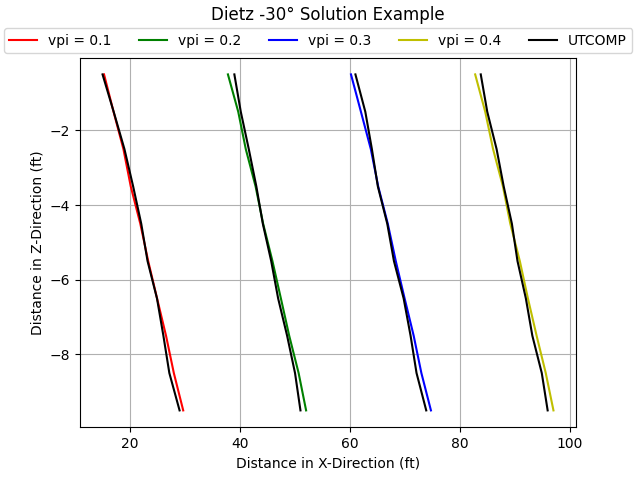 Dietz -30° Solution Example
vpi = 0.1 vpi = 0.2 vpi = 0.3 vpi = 0.4 UTCOMP
Distance in Z-Direction (ft)
−2
−4
−6
−8
20 40 60 80 100
Distance in X-Direction (ft)